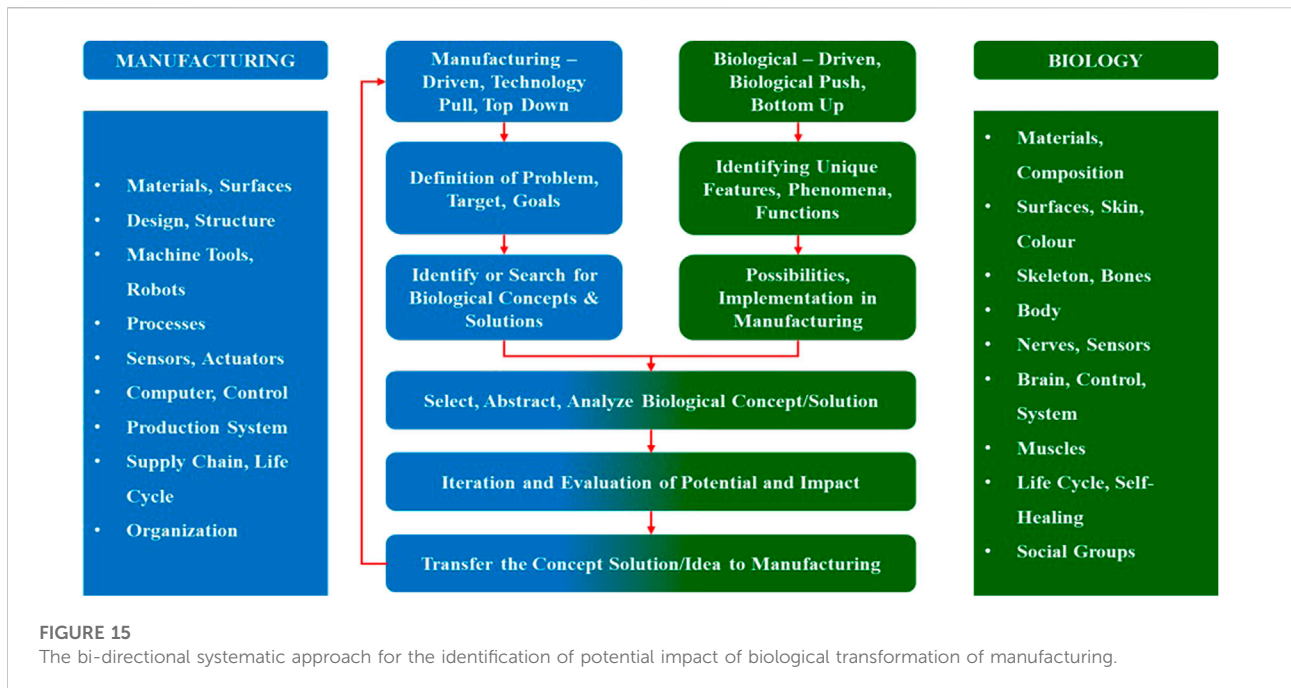 MANUFACTURING
• Materials, Surfaces
• Design, Structure
• Machine Tools,
Robots
• Processes
• Sensors, Actuators
• Computer, Control
• Production System
• Supply Chain, Life
Cycle
• Organization
Manufacturing –
Driven, Technology
Pull, Top Down
Definition of Problem,
Target, Goals
Identify or Search for
Biological Concepts &
Solutions
Biological – Driven,
Biological Push,
Bottom Up
Identifying Unique
Features, Phenomena,
Functions
Possibilities,
Implementation in
Manufacturing
Select, Abstract, Analyze Biological Concept/Solution
Iteration and Evaluation of Potential and Impact
Transfer the Concept Solution/Idea to Manufacturing
BIOLOGY
• Materials,
Composition
• Surfaces, Skin,
Colour
• Skeleton, Bones
• Body
• Nerves, Sensors
• Brain, Control,
System
• Muscles
• Life Cycle, Self-
Healing
• Social Groups
FIGURE 15
The bi-directional systematic approach for the identification of potential impact of biological transformation of manufacturing.